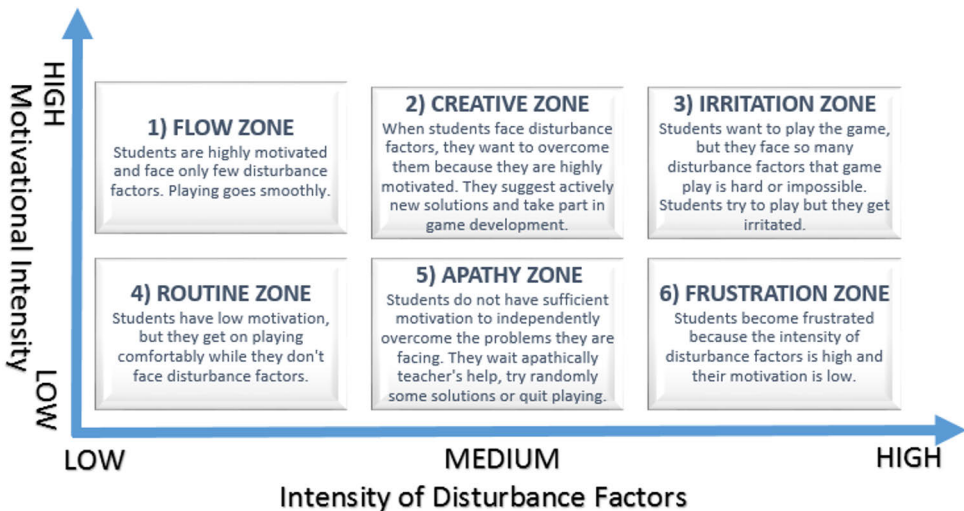 HIGH
Motivational Intensity
LOW
1) FLOW ZONE
Students are highly motivated
and face only few disturbance
factors. Playing goes smoothly.
2) CREATIVE ZONE
When students face disturbance
factors, they want to overcome
them because they are highly
motivated. They suggest actively
new solutions and take part in
game development.
3) IRRITATION ZONE
Students want to play the game,
but they face so many
disturbance factors that game
play is hard or impossible.
Students try to play but they get
irritated.
4) ROUTINE ZONE
Students have low motivation,
but they get on playing
comfortably while they don't
face disturbance factors.
5) APATHY ZONE
Students do not have sufficient
motivation to independently
overcome the problems they are
facing. They wait apathically
teacher's help, try randomly
some solutions or quit playing.
6) FRUSTRATION ZONE
Students become frustrated
because the intensity of
disturbance factors is high and
their motivation is low.
LOW
MEDIUM
HIGH
Intensity of Disturbance Factors